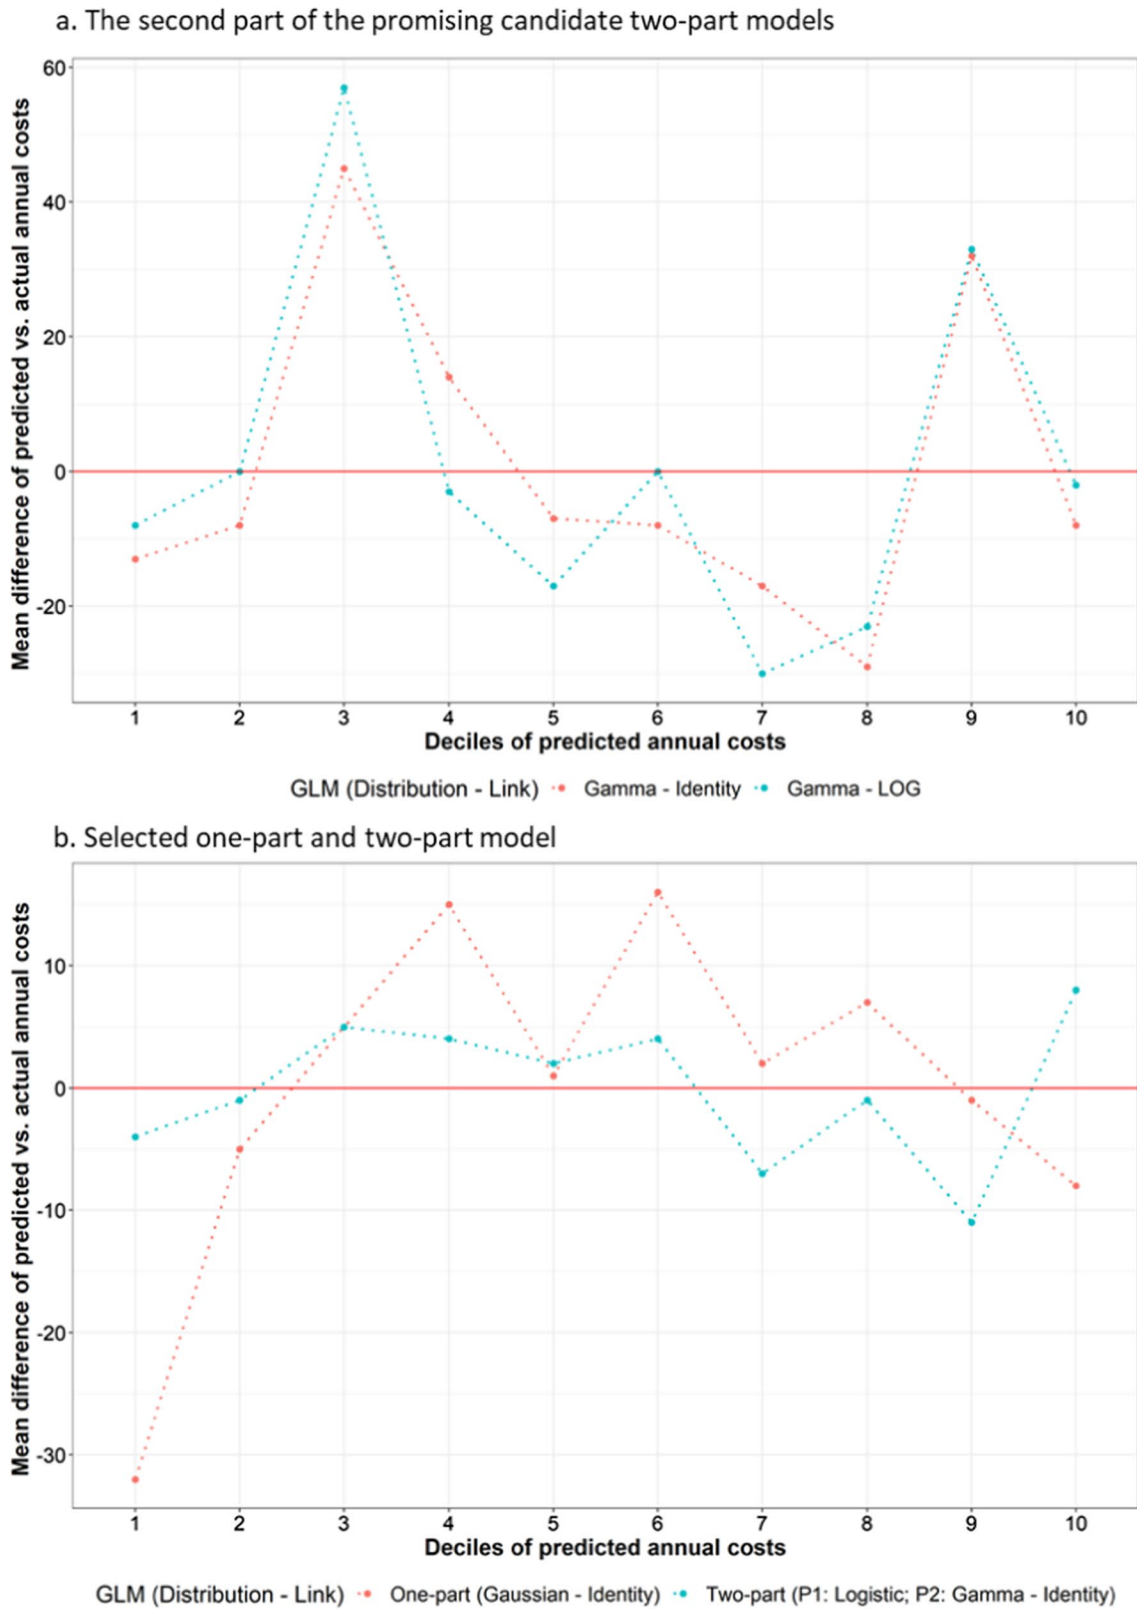 a. The second part of the promising candidate two-part models
Mean difference of predicted vs. actual annual costs
60
40
20
0
-20
1 2 3 4 5 6 7 8 9 10
Deciles of predicted annual costs
GLM (Distribution - Link) Gamma - Identity Gamma - LOG
b. Selected one-part and two-part model
Mean difference of predicted vs. actual annual costs
10
0
-10
-20
-30
1 2 3 4 5 6 7 8 9 10
Deciles of predicted annual costs
GLM (Distribution - Link) One-part (Gaussian - Identity) Two-part (P1: Logistic; P2: Gamma - Identity)